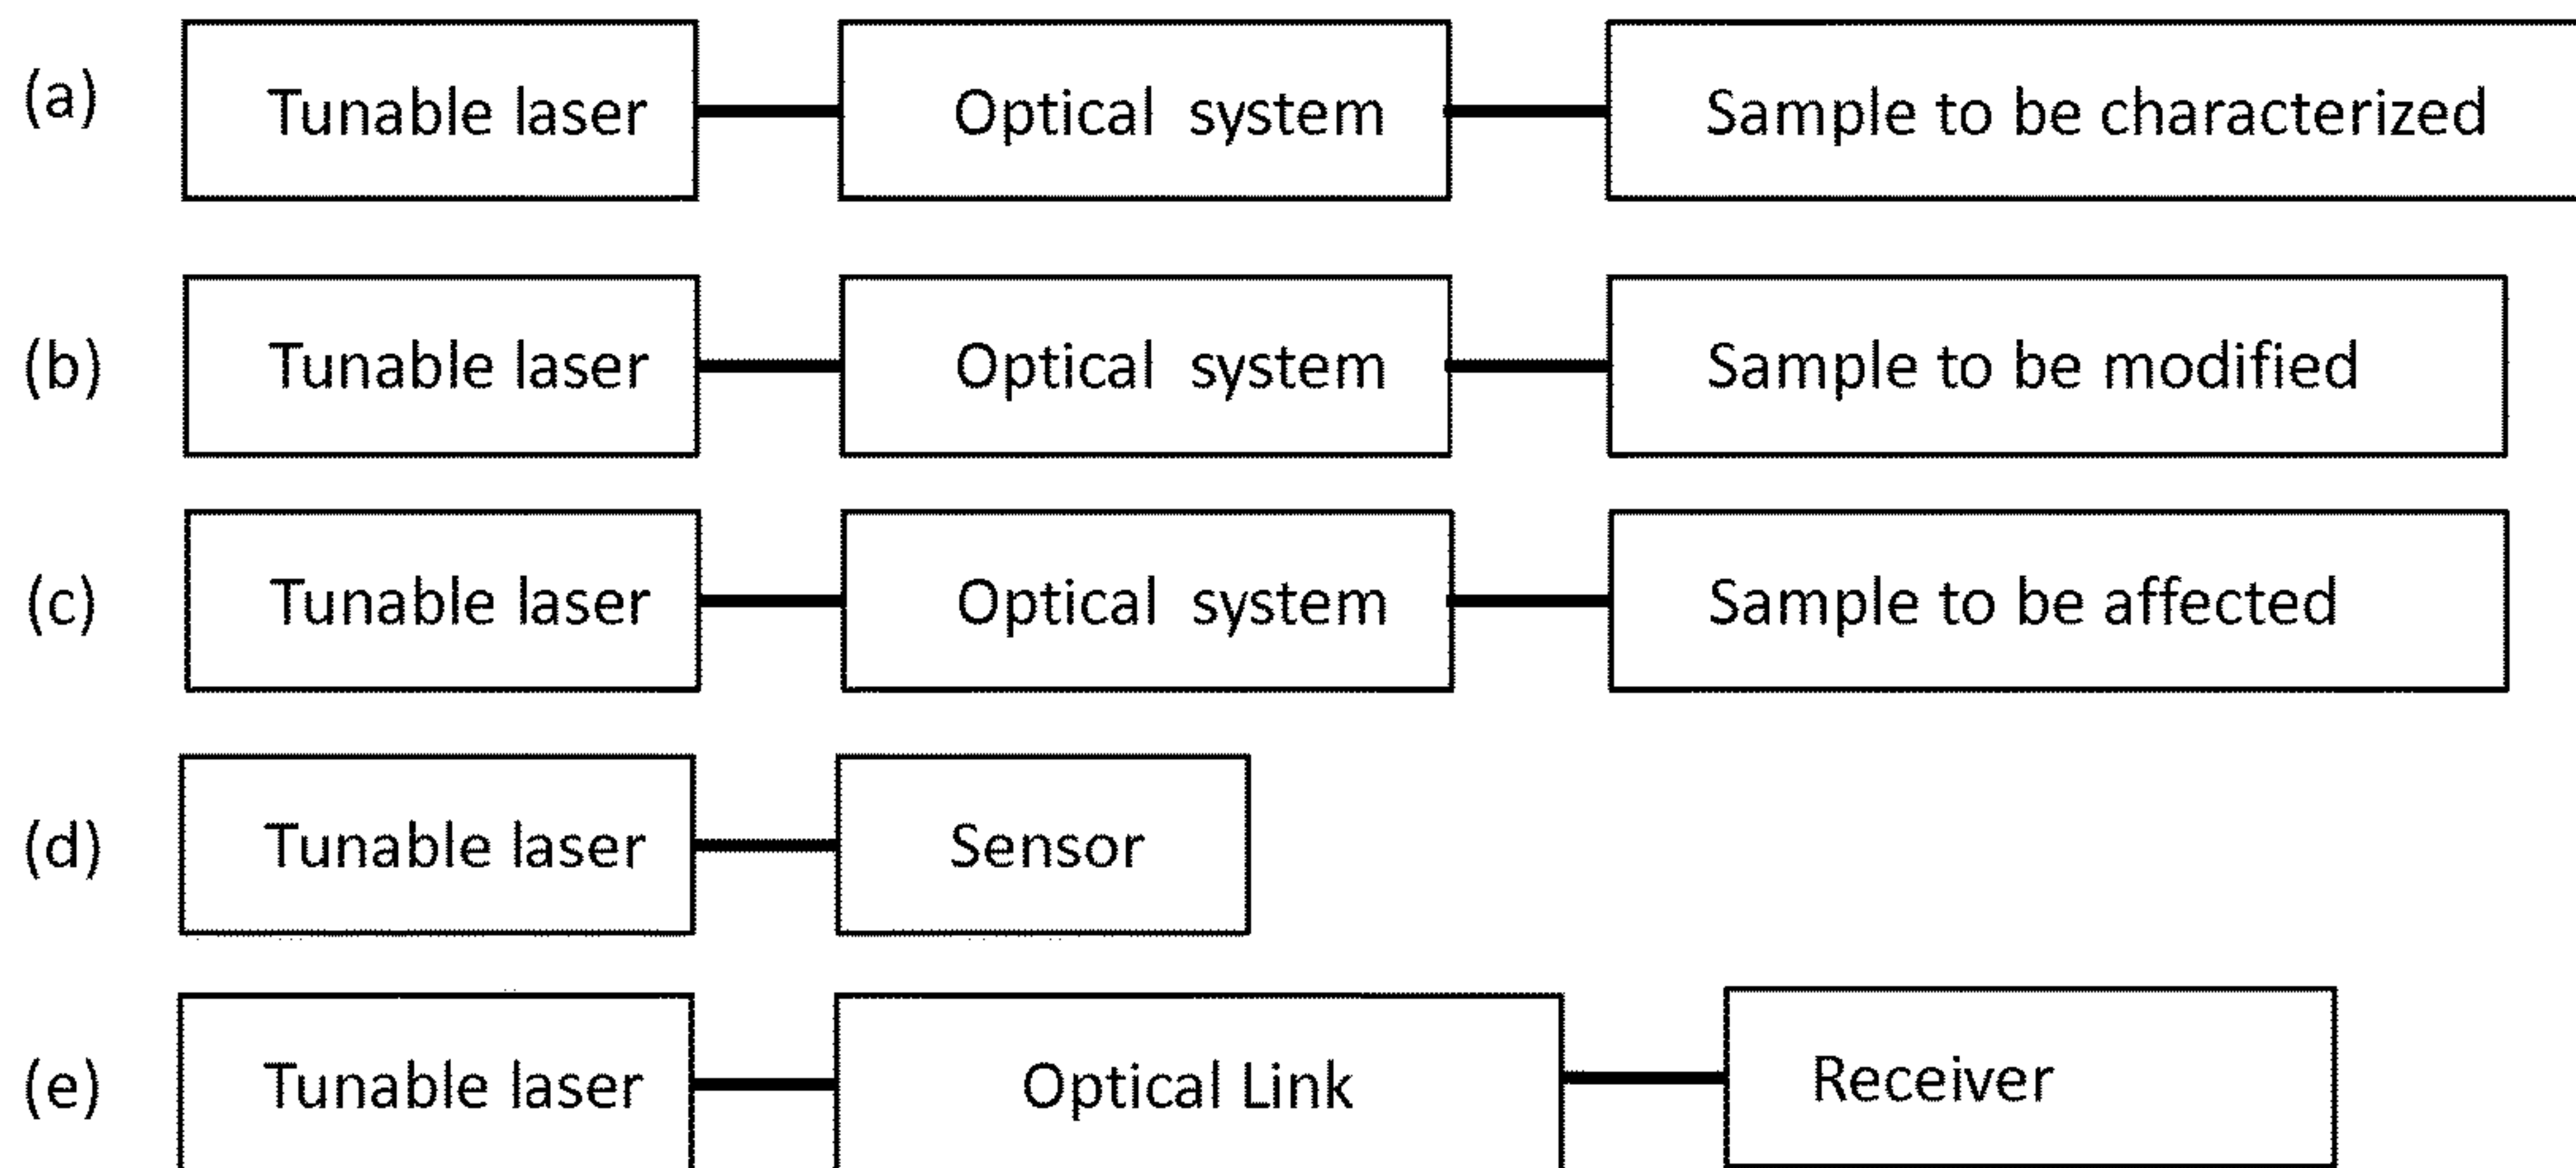 (a) Tunable laser Optical system Sample to be characterized
(b) Tunable laser Optical system Sample to be modified
(c) Tunable laser Optical system Sample to be affected
(d) Tunable laser Sensor
(e) Tunable laser Optical Link Receiver